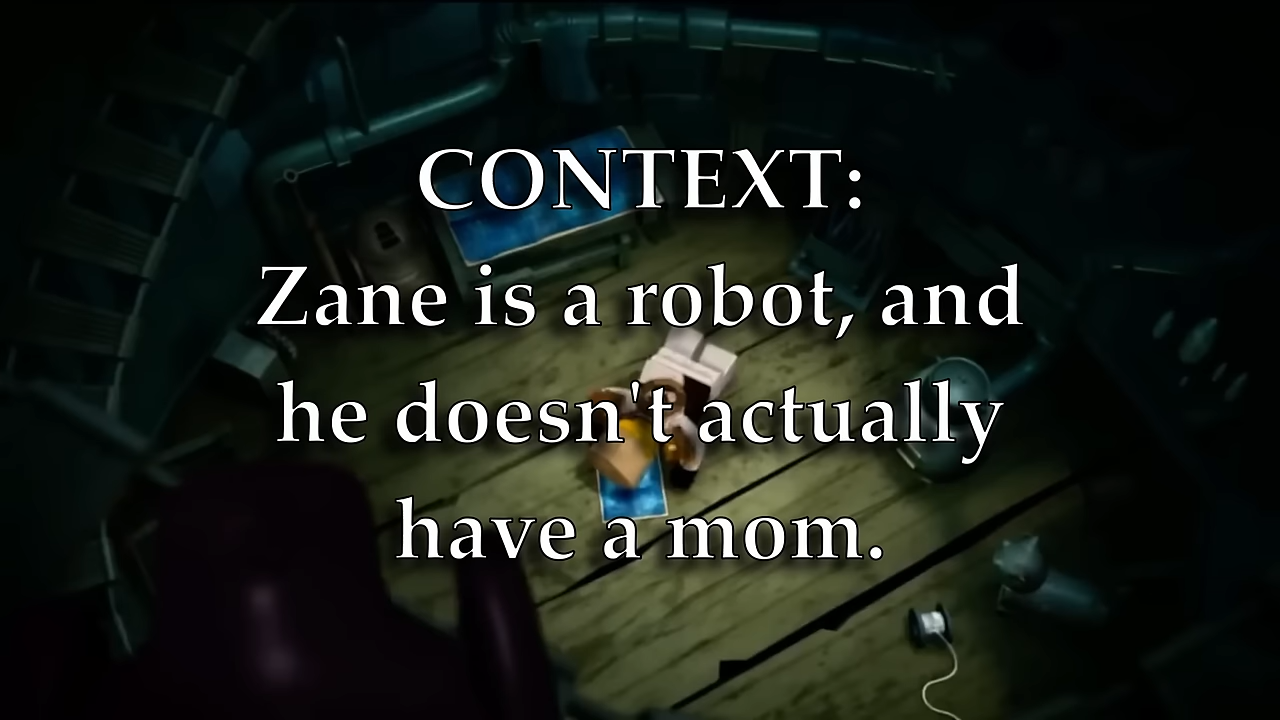 CONTEXT:
Zane is a robot, and
he doesn't actually
have a mom.